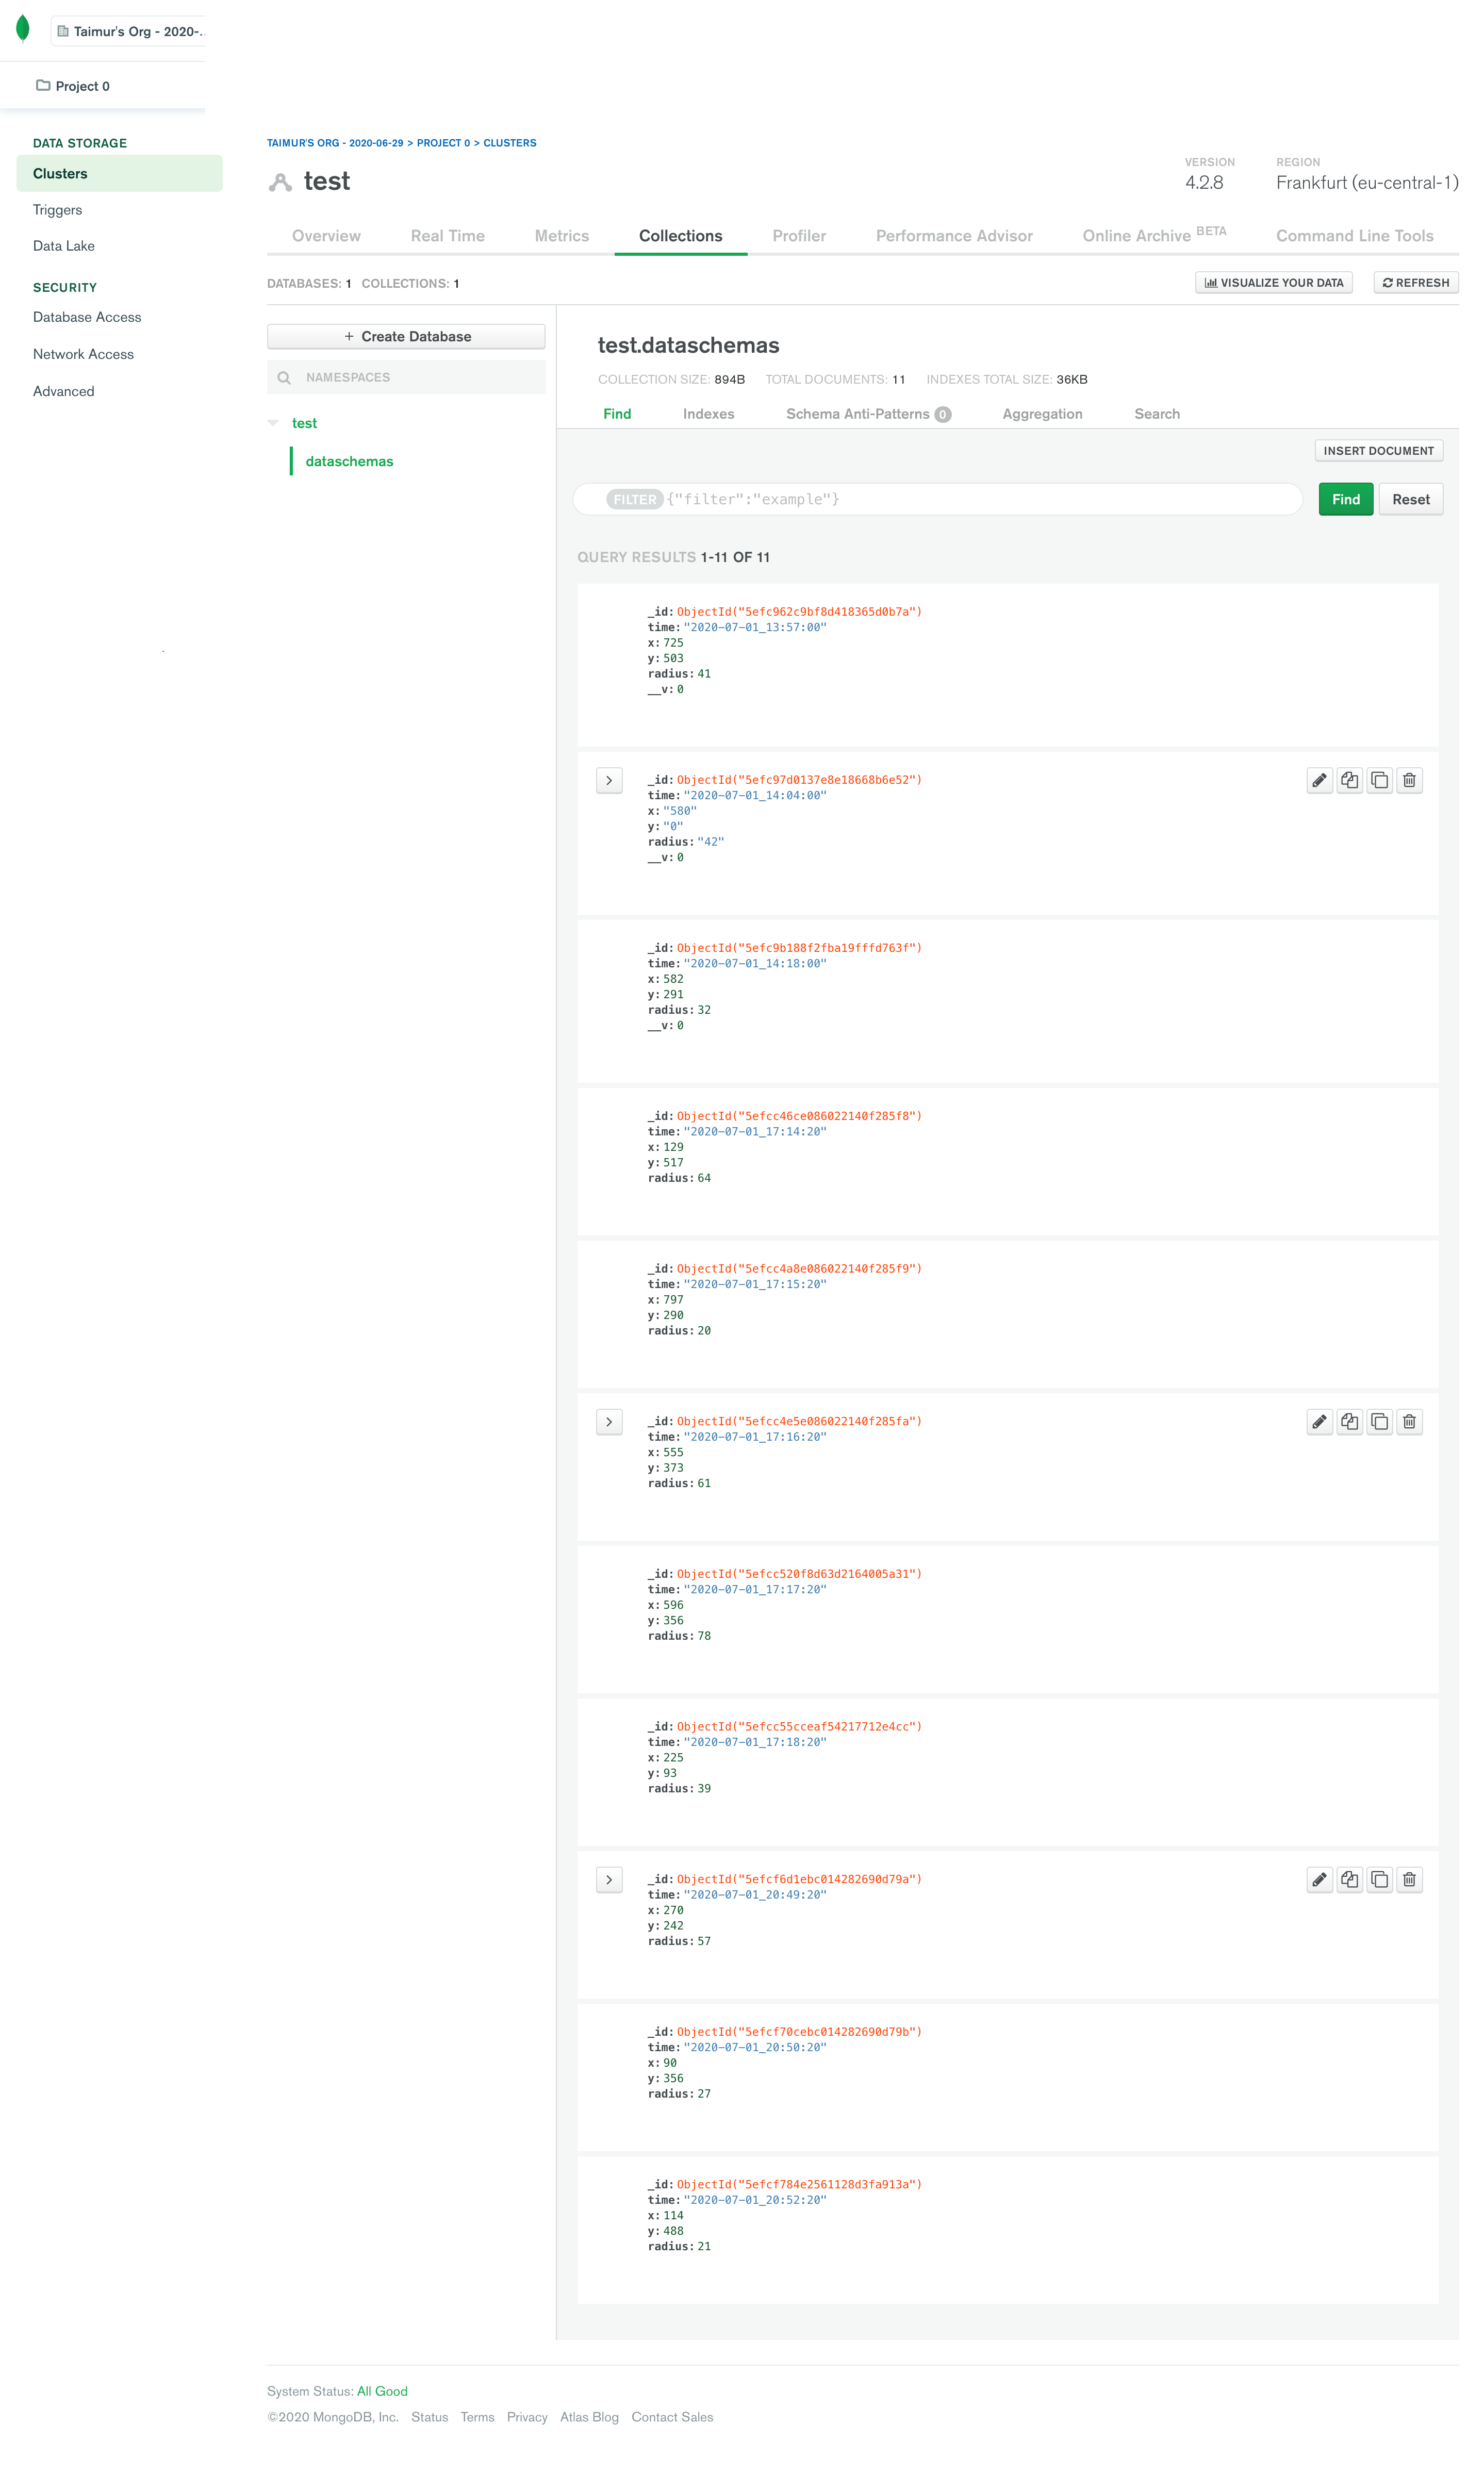 Taimur's Org - 2020-..
Project 0
DATA STORAGE
Clusters
Triggers
Data Lake
SECURITY
Database Access
Network Access
Advanced
TAIMUR'S ORG - 2020-06-29 > PROJECT 0 > CLUSTERS
test
VERSION
4.2.8
REGION
Frankfurt (eu-central-1)
Overview Real Time Metrics Collections Profiler Performance Advisor Online Archive BETA Command Line Tools
DATABASES: 1 COLLECTIONS: 1
VISUALIZE YOUR DATA REFRESH
+ Create Database
NAMESPACES
test
dataschemas
test.dataschemas
COLLECTION SIZE: 894B TOTAL DOCUMENTS: 11 INDEXES TOTAL SIZE: 36KB
Find Indexes Schema Anti-Patterns 0 Aggregation Search
INSERT DOCUMENT
FILTER {"filter":"example"}
Find Reset
QUERY RESULTS 1-11 OF 11
_id: ObjectId("5efc962c9bf8d418365d0b7a")
time: "2020-07-01_13:57:00"
x: 725
y: 503
radius: 41
__v: 0
_id: ObjectId("5efc97d0137e8e18668b6e52")
time: "2020-07-01_14:04:00"
x: "580"
y: "0"
radius: "42"
__v: 0
_id: ObjectId("5efc9b188f2fba19fffd763f")
time: "2020-07-01_14:18:00"
x: 582
y: 291
radius: 32
__v: 0
_id: ObjectId("5efcc46ce086022140f285f8")
time: "2020-07-01_17:14:20"
x: 129
y: 517
radius: 64
_id: ObjectId("5efcc4a8e086022140f285f9")
time: "2020-07-01_17:15:20"
x: 797
y: 290
radius: 20
_id: ObjectId("5efcc4e5e086022140f285fa")
time: "2020-07-01_17:16:20"
x: 555
y: 373
radius: 61
_id: ObjectId("5efcc520f8d63d2164005a31")
time: "2020-07-01_17:17:20"
x: 596
y: 356
radius: 78
_id: ObjectId("5efcc55cceaf54217712e4cc")
time: "2020-07-01_17:18:20"
x: 225
y: 93
radius: 39
_id: ObjectId("5efcf6d1ebc014282690d79a")
time: "2020-07-01_20:49:20"
x: 270
y: 242
radius: 57
_id: ObjectId("5efcf70cebc014282690d79b")
time: "2020-07-01_20:50:20"
x: 90
y: 356
radius: 27
_id: ObjectId("5efcf784e2561128d3fa913a")
time: "2020-07-01_20:52:20"
x: 114
y: 488
radius: 21
System Status: All Good
©2020 MongoDB, Inc. Status Terms Privacy Atlas Blog Contact Sales